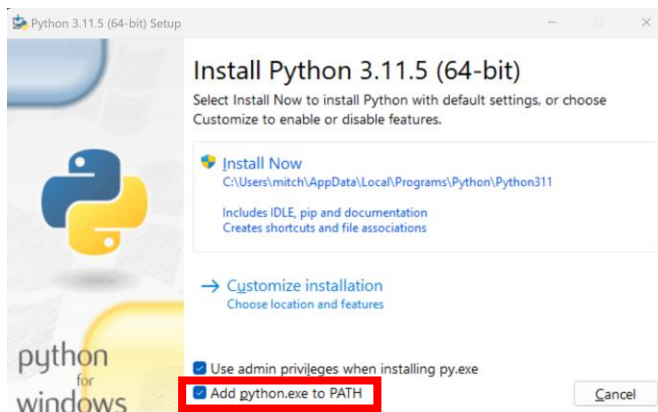 Python 3.11.5 (64-bit) Setup
Install Python 3.11.5 (64-bit)
Select Install Now to install Python with default settings, or choose
Customize to enable or disable features.
Install Now
C:\Users\mitch\AppData\Local\Programs\Python\Python311
Includes IDLE, pip and documentation
Creates shortcuts and file associations
Customize installation
Choose location and features
Use admin privileges when installing py.exe
Add python.exe to PATH
Cancel
python
for
windows